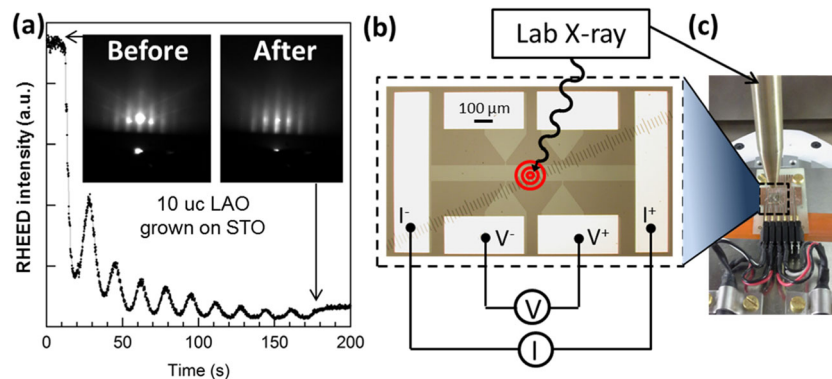 (a)
Before
After
10 uc LAO
grown on STO
RHEED intensity (a.u.)
0
50
100
150
200
Time (s)
(b)
Lab X-ray
100 µm
I-
I+
V-
V+
V
I
(c)